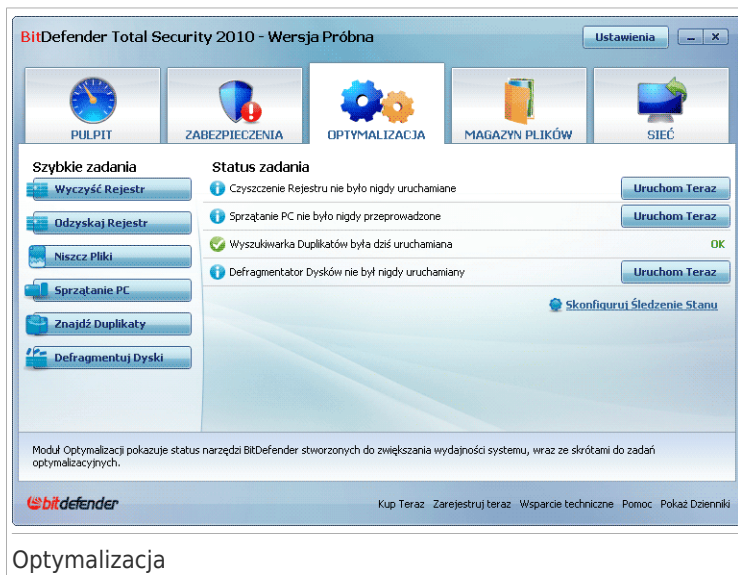 BitDefender Total Security 2010 - Wersja Próbna
Ustawienia
PULPIT
ZABEZPIECZENIA
OPTYMALIZACJA
MAGAZYN PLIKÓW
SIEĆ
Szybkie zadania
Wyczyść Rejestr
Odzyskaj Rejestr
Niszcz Pliki
Sprzątanie PC
Znajdź Duplikaty
Defragmentuj Dyski
Status zadania
Czyszczenie Rejestru nie było nigdy uruchamiane
Uruchom Teraz
Sprzątanie PC nie było nigdy przeprowadzone
Uruchom Teraz
Wyszukiwarka Duplikatów była dziś uruchamiana
OK
Defragmentator Dysków nie był nigdy uruchamiany
Uruchom Teraz
Skonfiguruj Śledzenie Stanu
Moduł Optymalizacji pokazuje status narzędzi BitDefender stworzonych do zwiększania wydajności systemu, wraz ze skrótami do zadań
optymalizacyjnych.
bitdefender
Kup Teraz Zarejestruj teraz Wsparcie techniczne Pomoc Pokaż Dzienniki
Optymalizacja